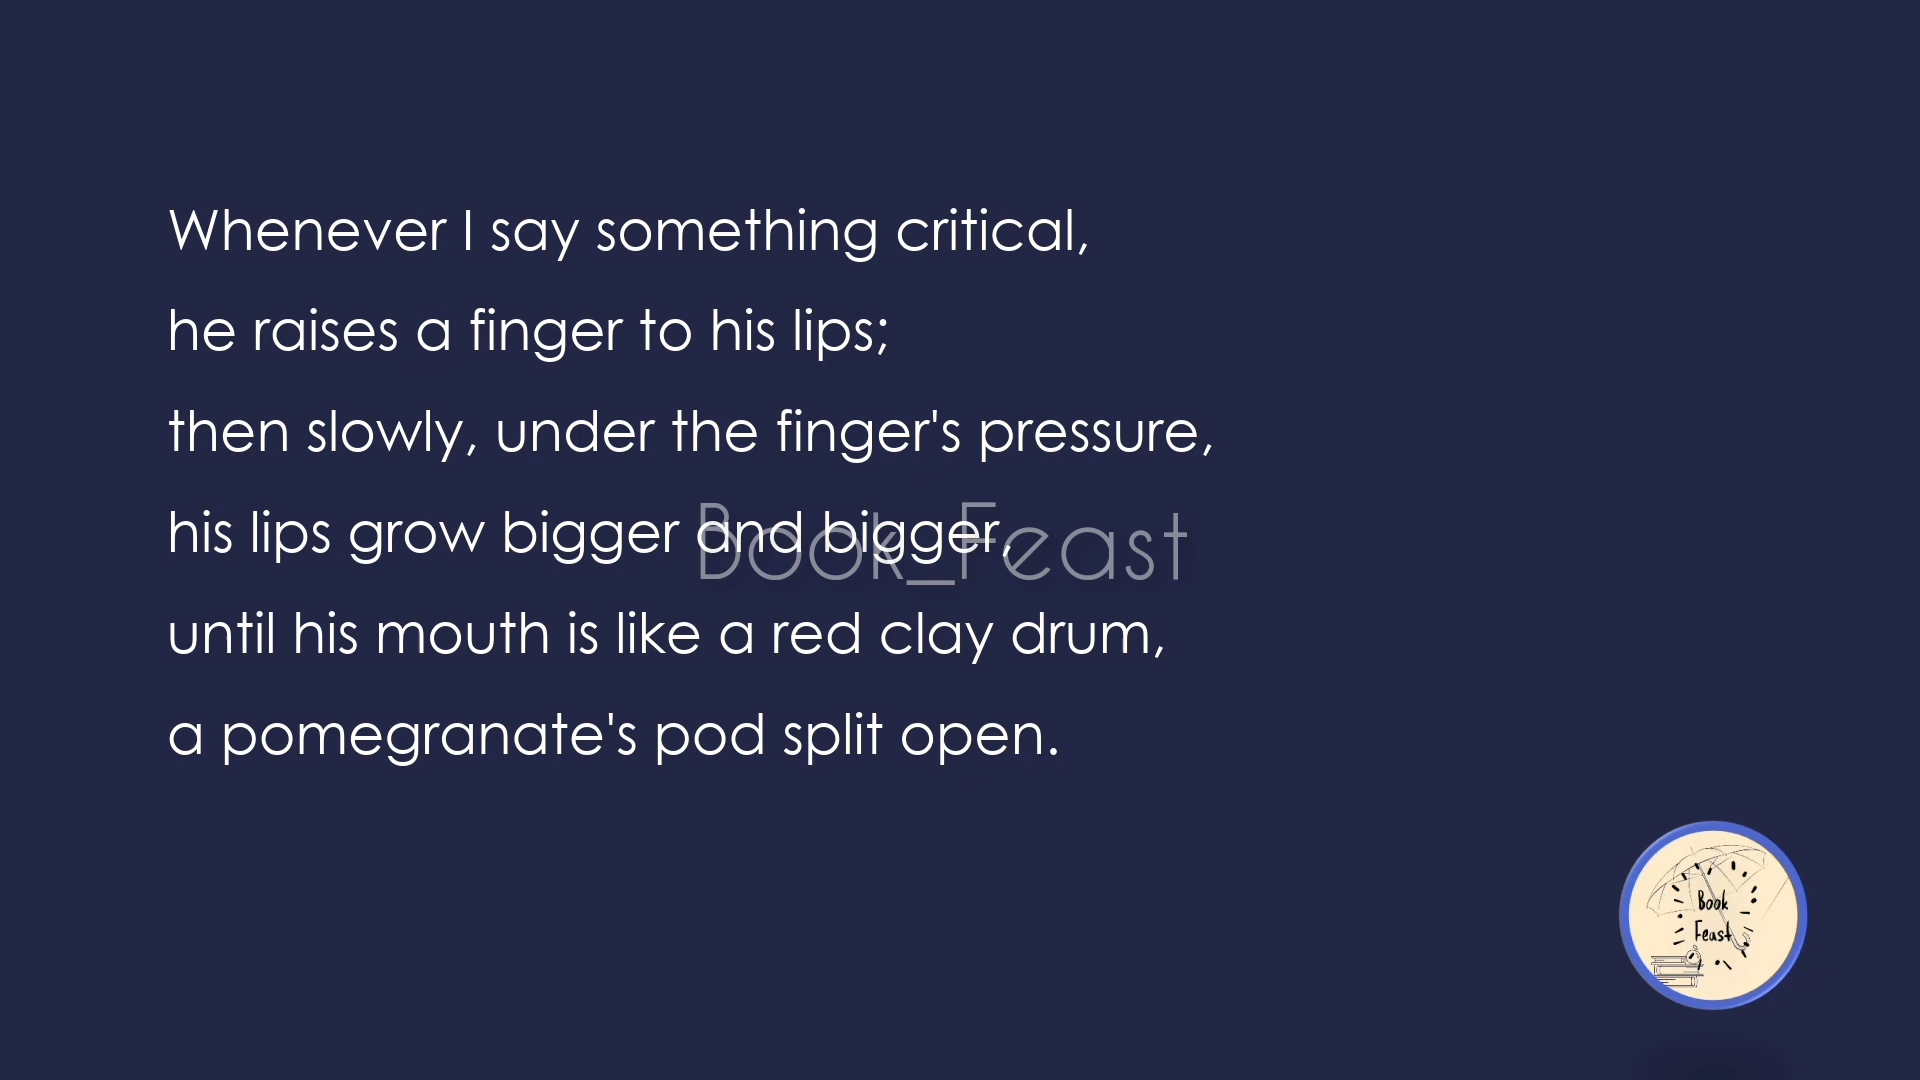 Whenever I say something critical,
he raises a finger to his lips;
then slowly, under the finger's pressure,
his lips grow bigger and bigger,
Book_Feast
until his mouth is like a red clay drum,
a pomegranate's pod split open.
Book
Feast